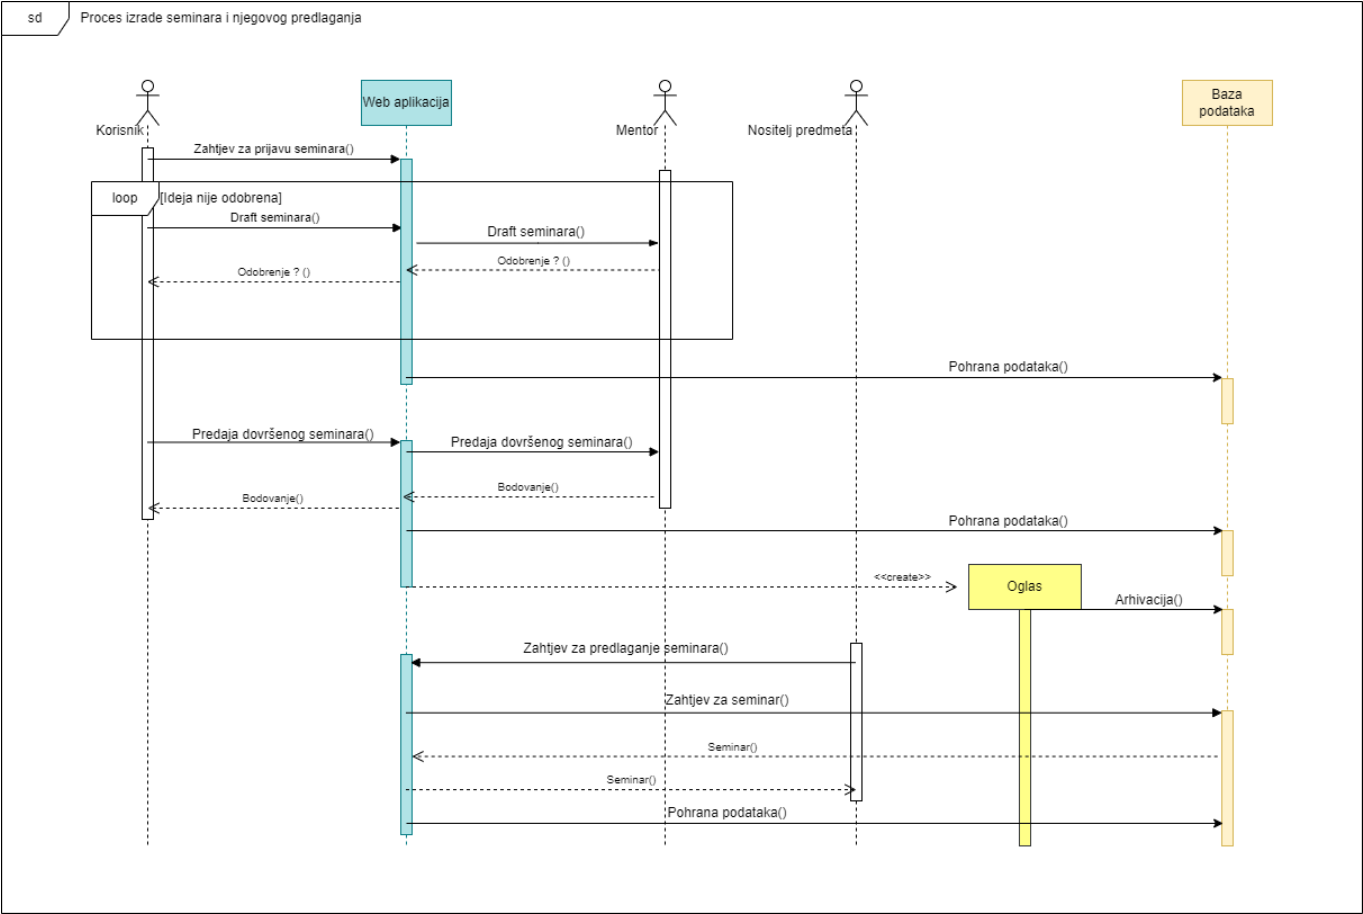 sd
Proces izrade seminara i njegovog predlaganja
Korisnik
Web aplikacija
Mentor
Nositelj predmeta
Baza
podataka
Zahtjev za prijavu seminara()
loop
[Ideja nije odobrena]
Draft seminara()
Draft seminara()
Odobrenje ? ()
Odobrenje ? ()
Pohrana podataka()
Predaja dovršenog seminara()
Predaja dovršenog seminara()
Bodovanje()
Bodovanje()
Pohrana podataka()
<<create>>
Oglas
Arhivacija()
Zahtjev za predlaganje seminara()
Zahtjev za seminar()
Seminar()
Seminar()
Pohrana podataka()